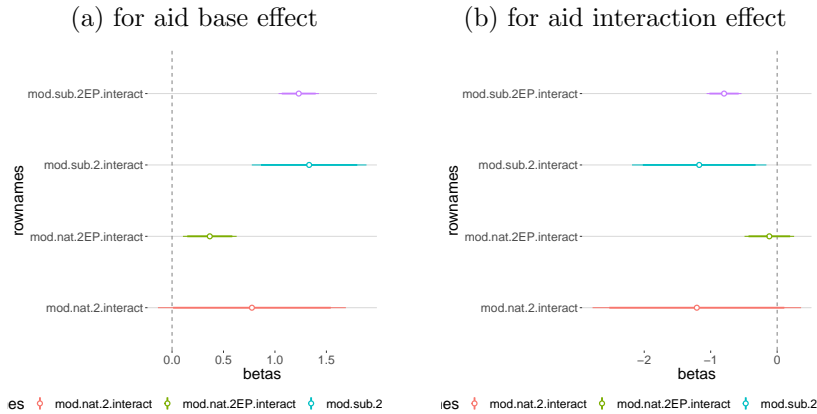 (a) for aid base effect
mod.sub.2EP.interact
mod.sub.2.interact
mod.nat.2EP.interact
mod.nat.2.interact
rownames
0.0 0.5 1.0 1.5
betas
es mod.nat.2.interact mod.nat.2EP.interact mod.sub.2
(b) for aid interaction effect
mod.sub.2EP.interact
mod.sub.2.interact
mod.nat.2EP.interact
mod.nat.2.interact
rownames
−2 −1 0
betas
es mod.nat.2.interact mod.nat.2EP.interact mod.sub.2